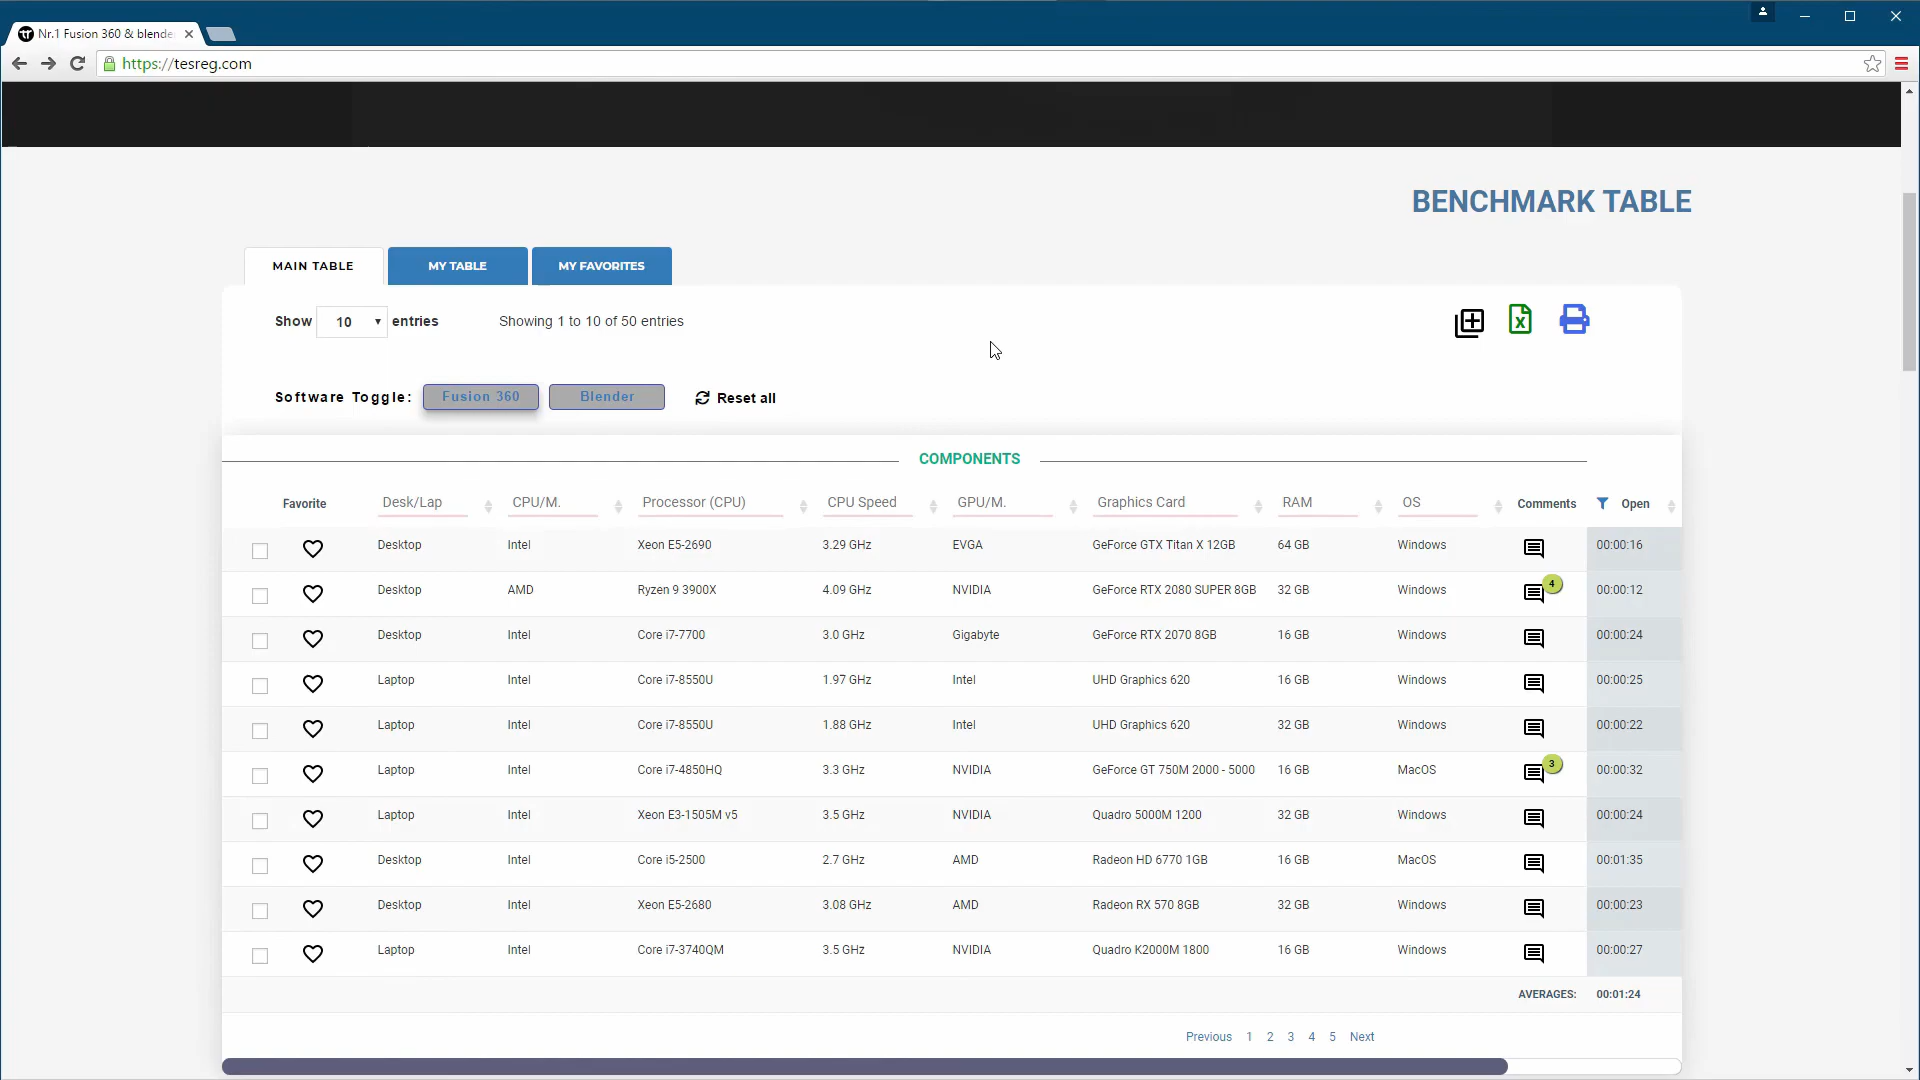 Nr.1 Fusion 360 & blende
https://tesreg.com
BENCHMARK TABLE
MAIN TABLE MY TABLE MY FAVORITES
Show 10 entries Showing 1 to 10 of 50 entries
Software Toggle: Fusion 360 Blender Reset all
COMPONENTS
Favorite Desk/Lap CPU/M. Processor (CPU) CPU Speed GPU/M. Graphics Card RAM OS Comments Open
Desktop Intel Xeon E5-2690 3.29 GHz EVGA GeForce GTX Titan X 12GB 64 GB Windows 00:00:16
Desktop AMD Ryzen 9 3900X 4.09 GHz NVIDIA GeForce RTX 2080 SUPER 8GB 32 GB Windows 4 00:00:12
Desktop Intel Core i7-7700 3.0 GHz Gigabyte GeForce RTX 2070 8GB 16 GB Windows 00:00:24
Laptop Intel Core i7-8550U 1.97 GHz Intel UHD Graphics 620 16 GB Windows 00:00:25
Laptop Intel Core i7-8550U 1.88 GHz Intel UHD Graphics 620 32 GB Windows 00:00:22
Laptop Intel Core i7-4850HQ 3.3 GHz NVIDIA GeForce GT 750M 2000 - 5000 16 GB MacOS 3 00:00:32
Laptop Intel Xeon E3-1505M v5 3.5 GHz NVIDIA Quadro 5000M 1200 32 GB Windows 00:00:24
Desktop Intel Core i5-2500 2.7 GHz AMD Radeon HD 6770 1GB 16 GB MacOS 00:01:35
Desktop Intel Xeon E5-2680 3.08 GHz AMD Radeon RX 570 8GB 32 GB Windows 00:00:23
Laptop Intel Core i7-3740QM 3.5 GHz NVIDIA Quadro K2000M 1800 16 GB Windows 00:00:27
AVERAGES: 00:01:24
Previous 1 2 3 4 5 Next